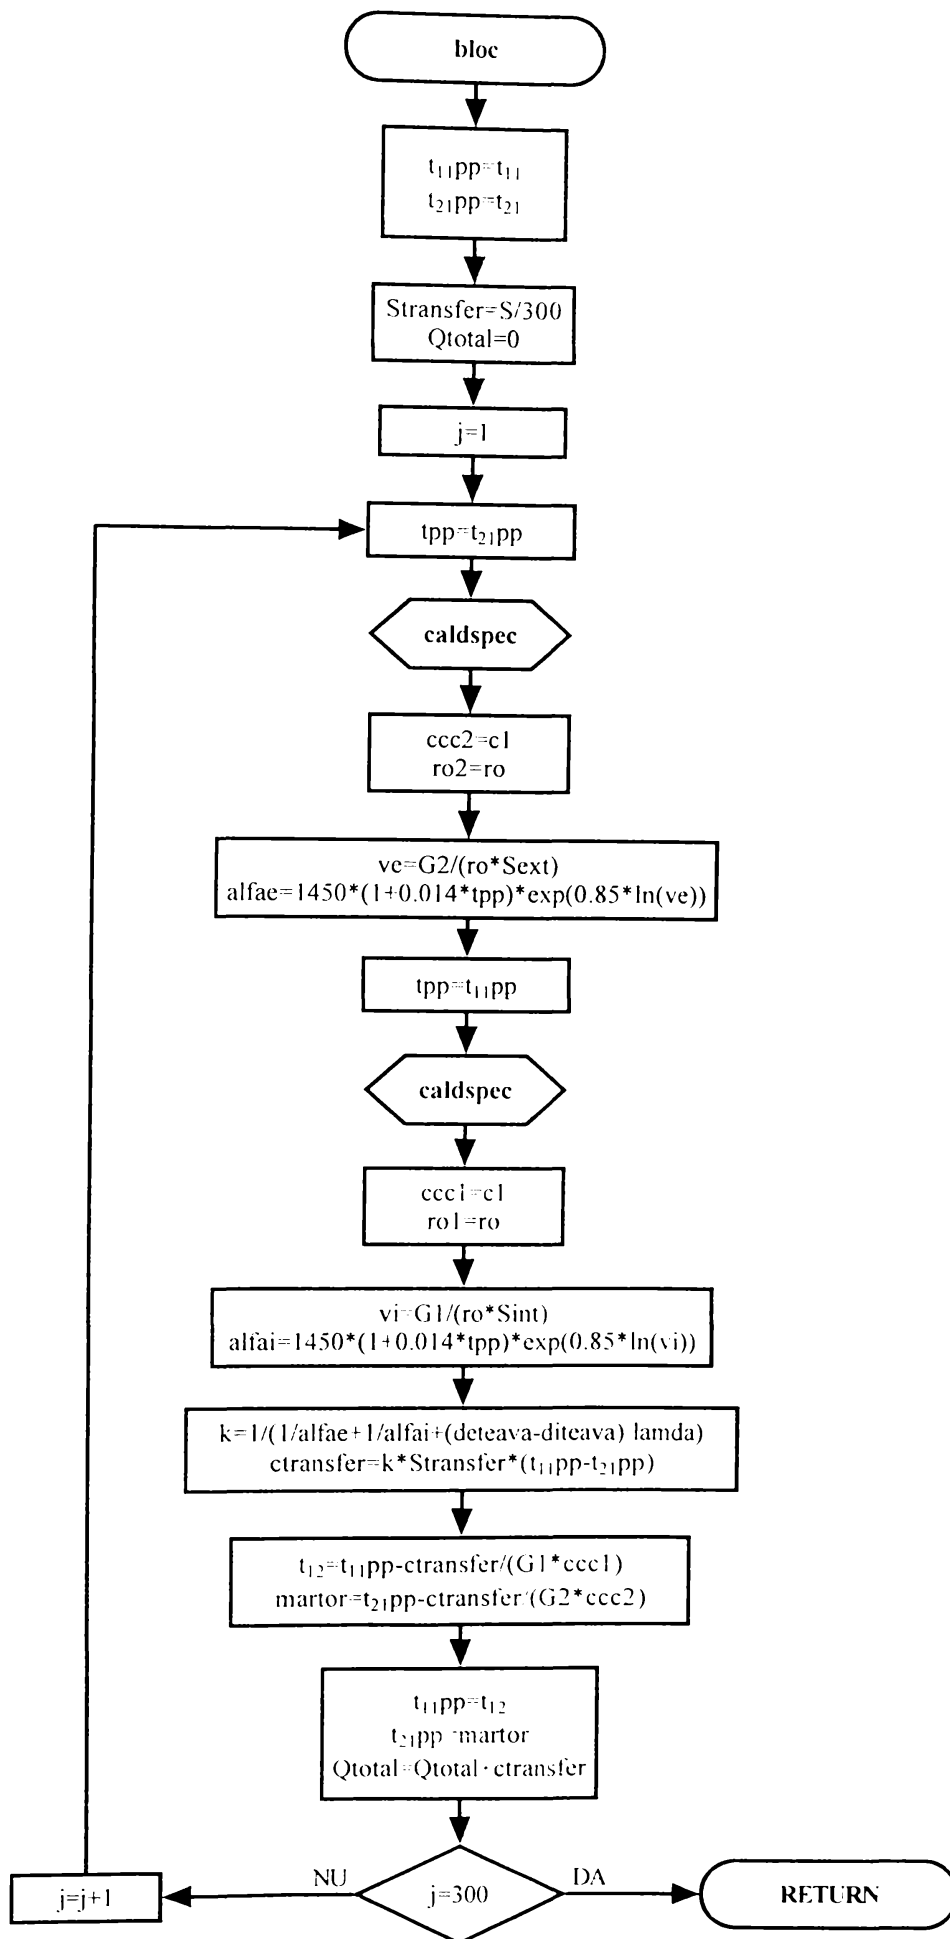 bloc
t₁₁pp=t₁₁
t₂₁pp=t₂₁
Stransfer=S/300
Qtotal=0
j=1
tpp=t₂₁pp
caldspec
ccc2=c1
ro2=ro
ve=G2/(ro*Sext)
alfae=1450*(1+0.014*tpp)*exp(0.85*ln(ve))
tpp=t₁₁pp
caldspec
ccc1=c1
ro1=ro
vi=G1/(ro*Sint)
alfai=1450*(1+0.014*tpp)*exp(0.85*ln(vi))
k=1/(1/alfae+1/alfai+(deteava-diteava) lamda)
ctransfer=k*Stransfer*(t₁₁pp-t₂₁pp)
t₁₂=t₁₁pp-ctransfer/(G1*ccc1)
martor=t₂₁pp-ctransfer/(G2*ccc2)
t₁₁pp=t₁₂
t₂₁pp=martor
Qtotal=Qtotal+ctransfer
j=300
NU
DA
j=j+1
RETURN